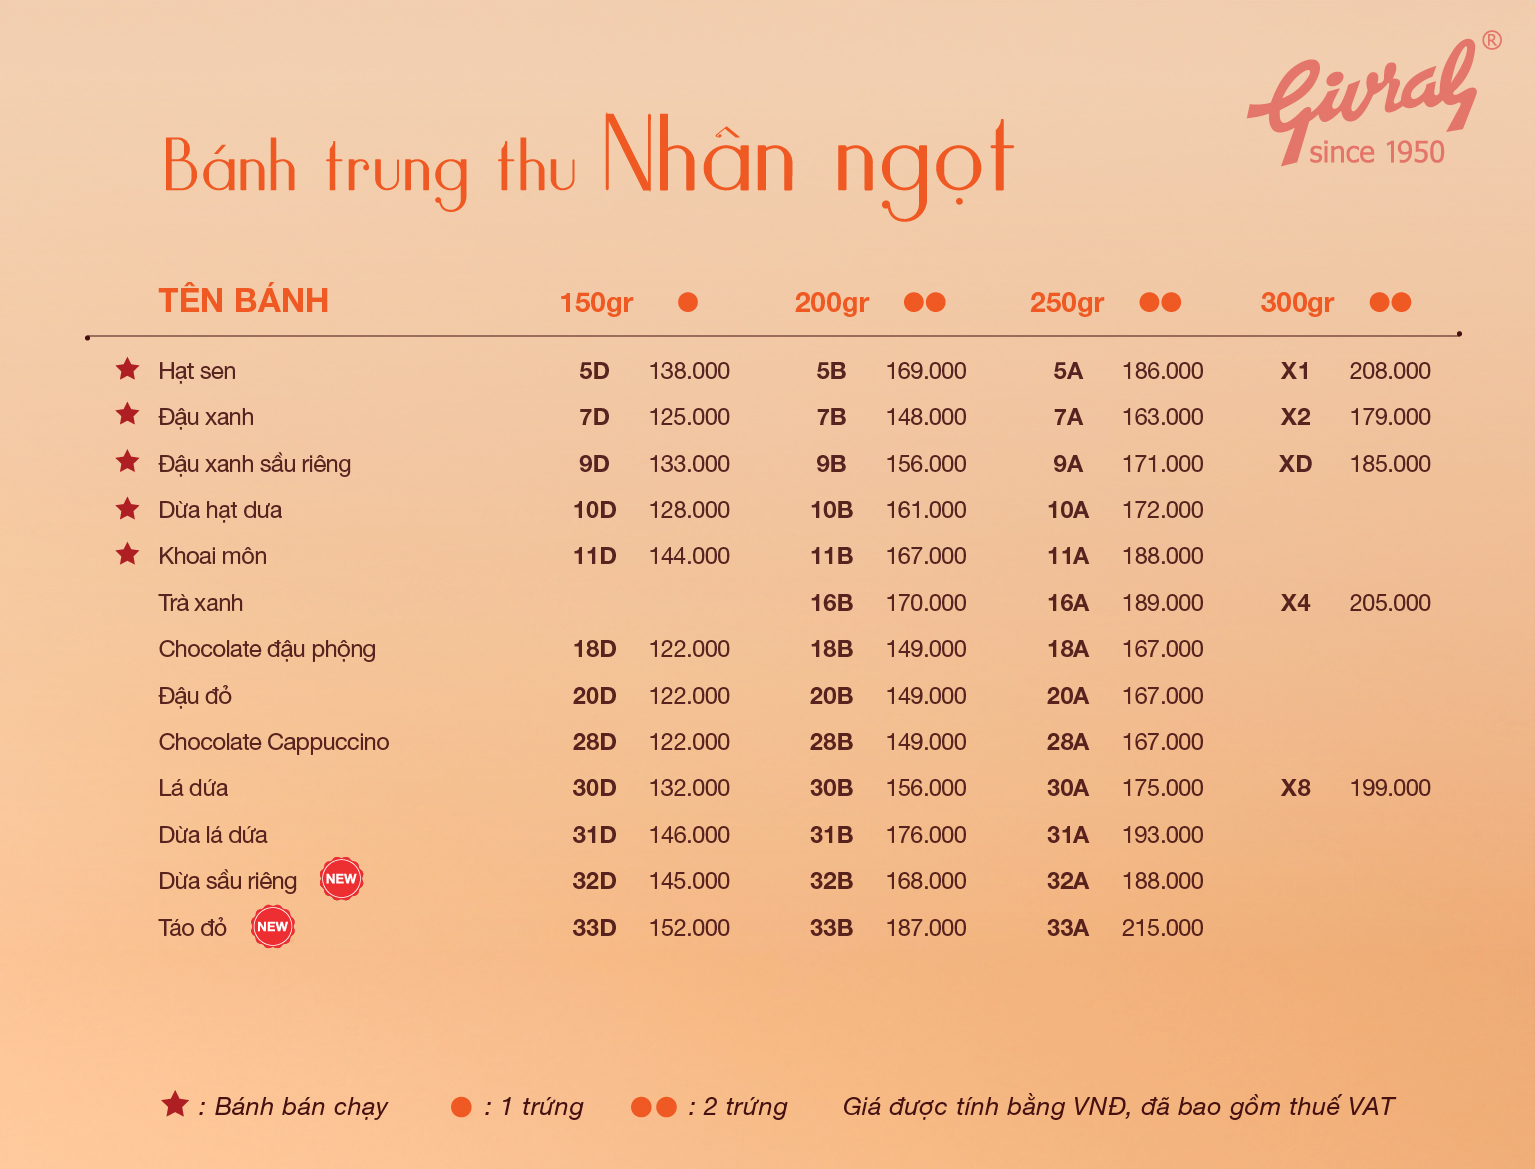 Givral®
since 1950
Bánh trung thu Nhân ngọt
TÊN BÁNH 150gr 200gr 250gr 300gr
Hạt sen 5D 138.000 5B 169.000 5A 186.000 X1 208.000
Đậu xanh 7D 125.000 7B 148.000 7A 163.000 X2 179.000
Đậu xanh sầu riêng 9D 133.000 9B 156.000 9A 171.000 XD 185.000
Dừa hạt dưa 10D 128.000 10B 161.000 10A 172.000
Khoai môn 11D 144.000 11B 167.000 11A 188.000
Trà xanh 16B 170.000 16A 189.000 X4 205.000
Chocolate đậu phộng 18D 122.000 18B 149.000 18A 167.000
Đậu đỏ 20D 122.000 20B 149.000 20A 167.000
Chocolate Cappuccino 28D 122.000 28B 149.000 28A 167.000
Lá dứa 30D 132.000 30B 156.000 30A 175.000 X8 199.000
Dừa lá dứa 31D 146.000 31B 176.000 31A 193.000
Dừa sầu riêng NEW 32D 145.000 32B 168.000 32A 188.000
Táo đỏ NEW 33D 152.000 33B 187.000 33A 215.000
: Bánh bán chạy : 1 trứng : 2 trứng Giá được tính bằng VNĐ, đã bao gồm thuế VAT